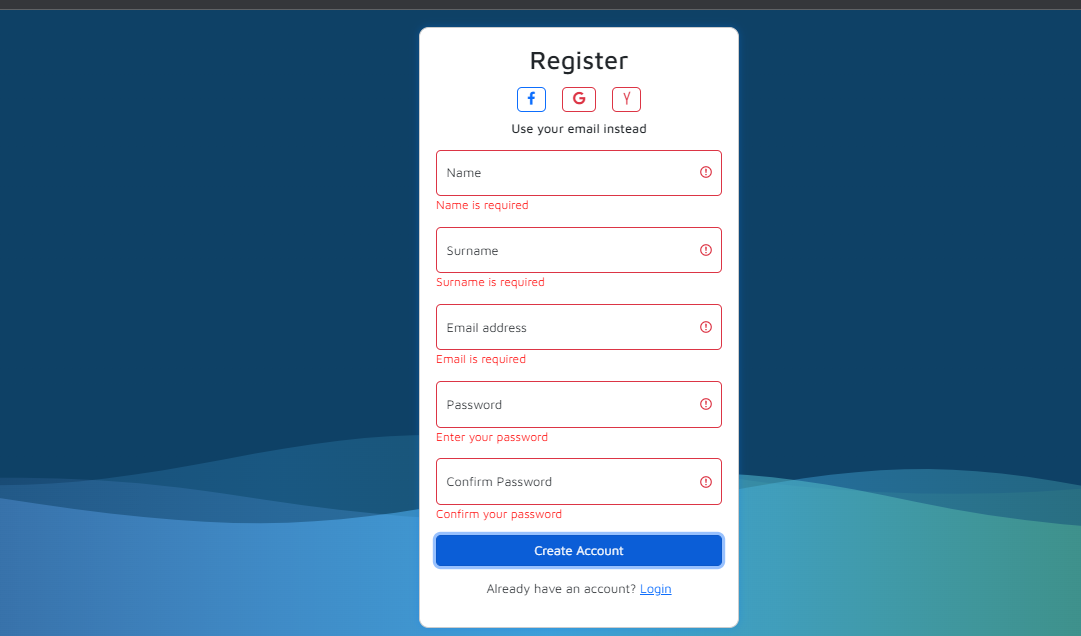 Register
f G Y
Use your email instead
Name
Name is required
Surname
Surname is required
Email address
Email is required
Password
Enter your password
Confirm Password
Confirm your password
Create Account
Already have an account? Login